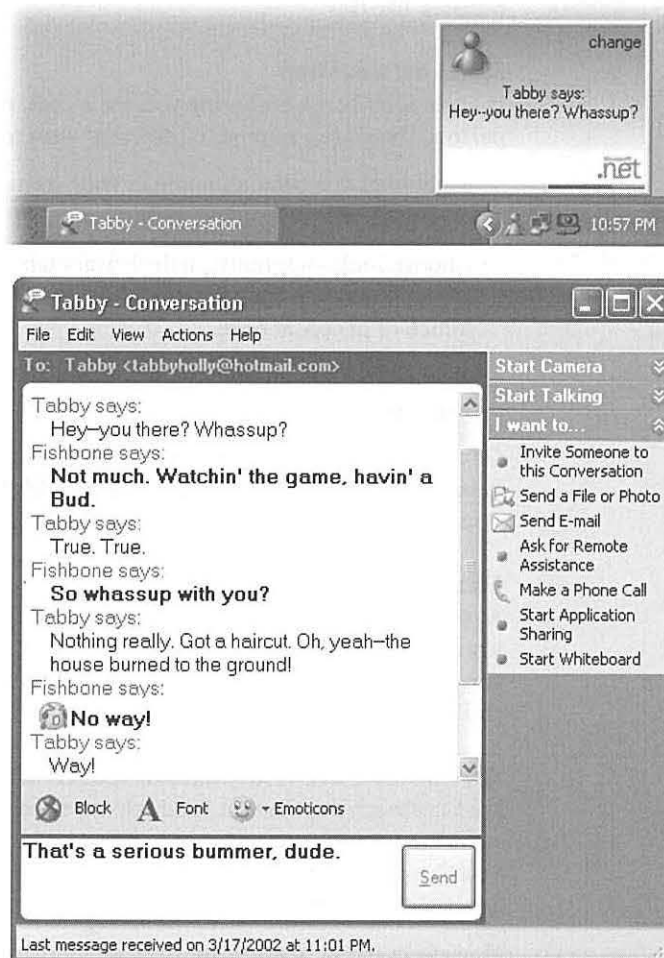 change
Tabby says:
Hey--you there? Whassup?
.net
Tabby - Conversation
10:57 PM
Tabby - Conversation
File Edit View Actions Help
To: Tabby <tabbyholly@hotmail.com>
Tabby says:
Hey—you there? Whassup?
Fishbone says:
Not much. Watchin' the game, havin' a
Bud.
Tabby says:
True. True.
Fishbone says:
So whassup with you?
Tabby says:
Nothing really. Got a haircut. Oh, yeah—the
house burned to the ground!
Fishbone says:
No way!
Tabby says:
Way!
Block A Font Emoticons
That's a serious bummer, dude.
Send
Last message received on 3/17/2002 at 11:01 PM.
Start Camera
Start Talking
I want to...
Invite Someone to
this Conversation
Send a File or Photo
Send E-mail
Ask for Remote
Assistance
Make a Phone Call
Start Application
Sharing
Start Whiteboard